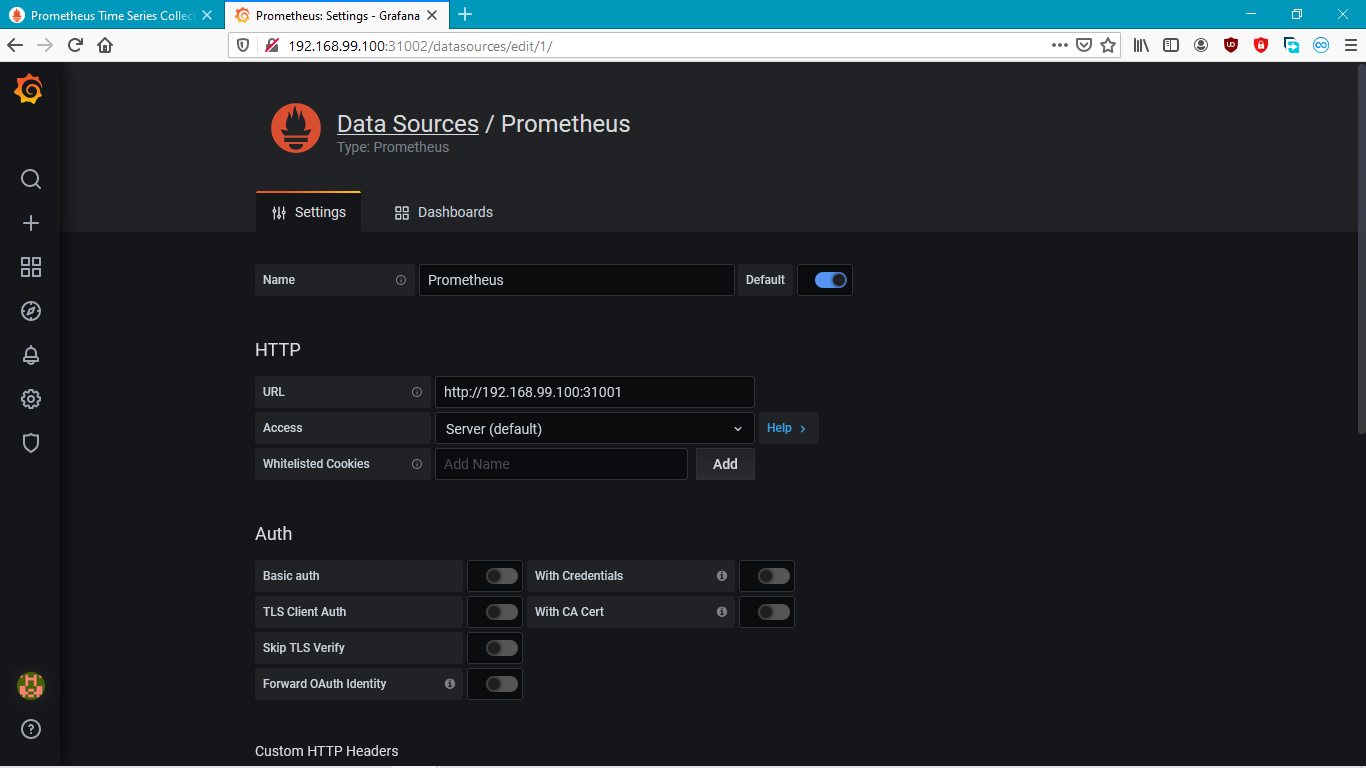 Prometheus Time Series Collec
Prometheus: Settings - Grafana
192.168.99.100:31002/datasources/edit/1/
Data Sources / Prometheus
Type: Prometheus
Settings
Dashboards
Name
Prometheus
Default
HTTP
URL
http://192.168.99.100:31001
Access
Server (default)
Help
Whitelisted Cookies
Add Name
Add
Auth
Basic auth
With Credentials
TLS Client Auth
With CA Cert
Skip TLS Verify
Forward OAuth Identity
Custom HTTP Headers